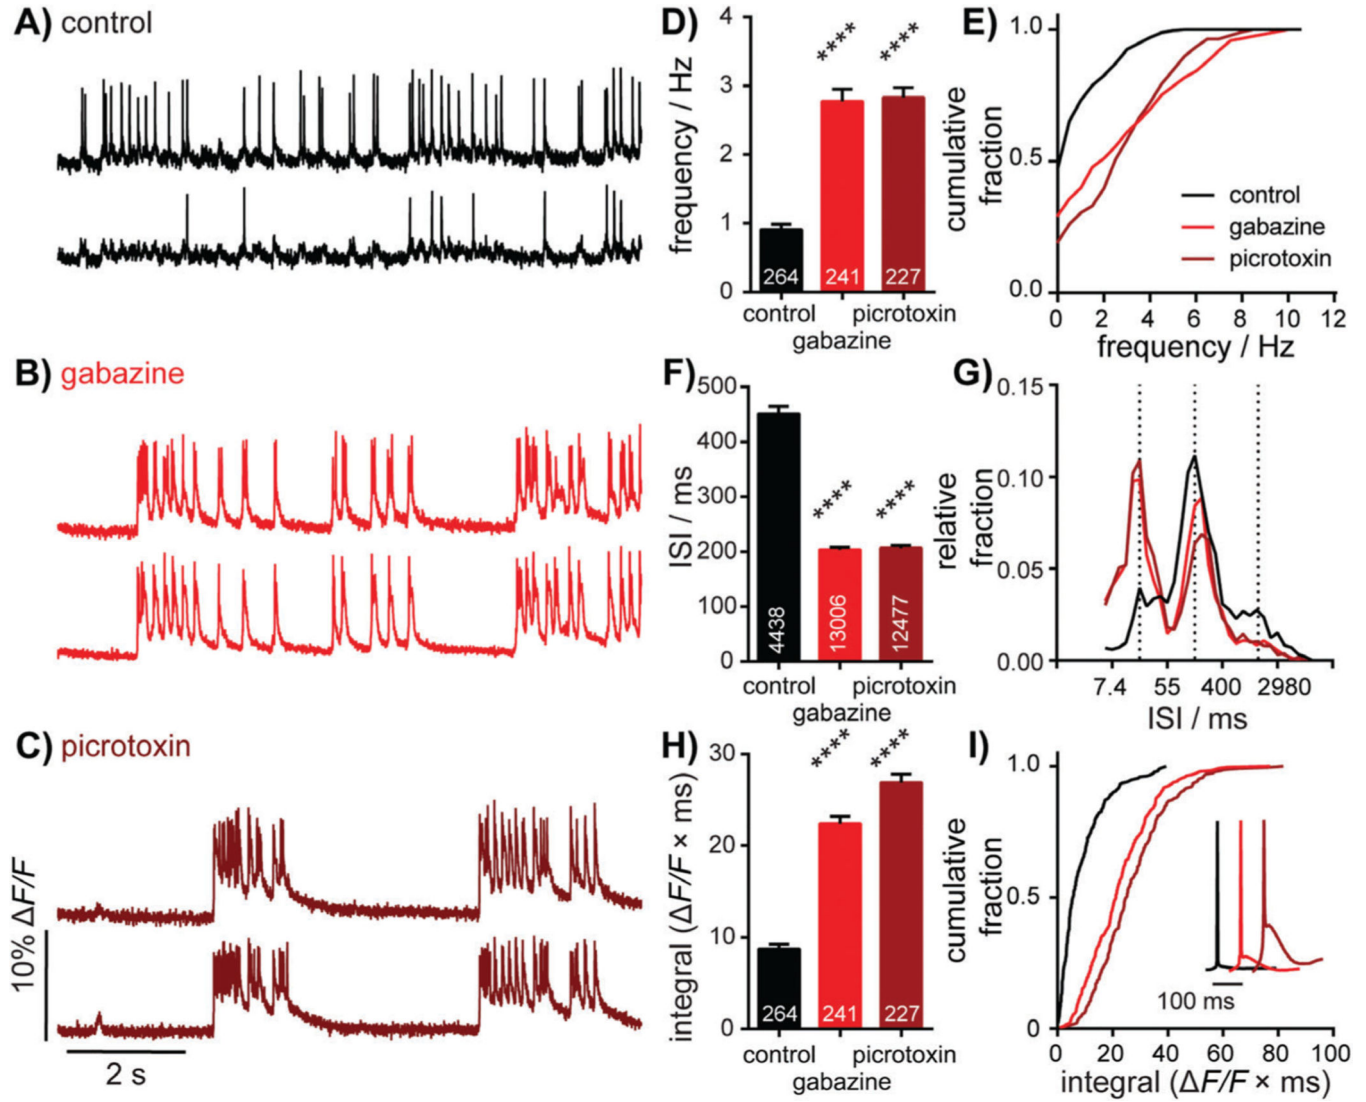 A) control
B) gabazine
C) picrotoxin
10% ΔF/F
2 s
D)
frequency / Hz
4
3
2
1
0
****
****
264
241
227
control
picrotoxin
gabazine
E)
cumulative
fraction
1.0
0.5
0.0
control
gabazine
picrotoxin
0 2 4 6 8 10 12
frequency / Hz
F)
ISI / ms
500
400
300
200
100
0
****
****
4438
13006
12477
control
picrotoxin
gabazine
G)
relative
fraction
0.15
0.10
0.05
0.00
7.4 55 400 2980
ISI / ms
H)
integral (ΔF/F × ms)
30
20
10
0
****
****
264
241
227
control
picrotoxin
gabazine
I)
cumulative
fraction
1.0
0.5
0
100 ms
0 20 40 60 80 100
integral (ΔF/F × ms)